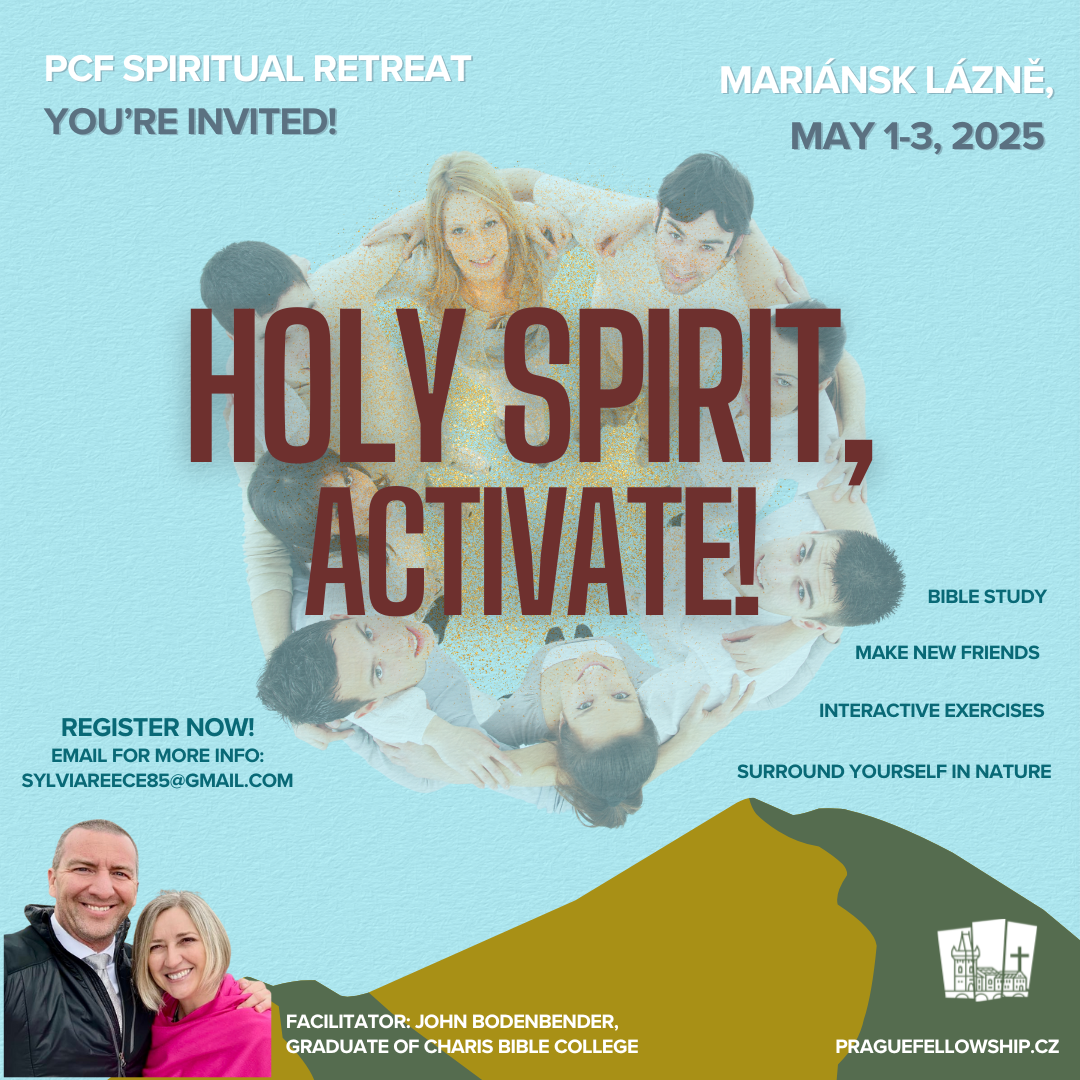 PCF SPIRITUAL RETREAT
YOU'RE INVITED!
MARIÁNSK LÁZNĚ,
MAY 1-3, 2025
HOLY SPIRIT,
ACTIVATE!
BIBLE STUDY
MAKE NEW FRIENDS
INTERACTIVE EXERCISES
SURROUND YOURSELF IN NATURE
REGISTER NOW!
EMAIL FOR MORE INFO:
SYLVIAREECE85@GMAIL.COM
FACILITATOR: JOHN BODENBENDER,
GRADUATE OF CHARIS BIBLE COLLEGE
PRAGUEFELLOWSHIP.CZ